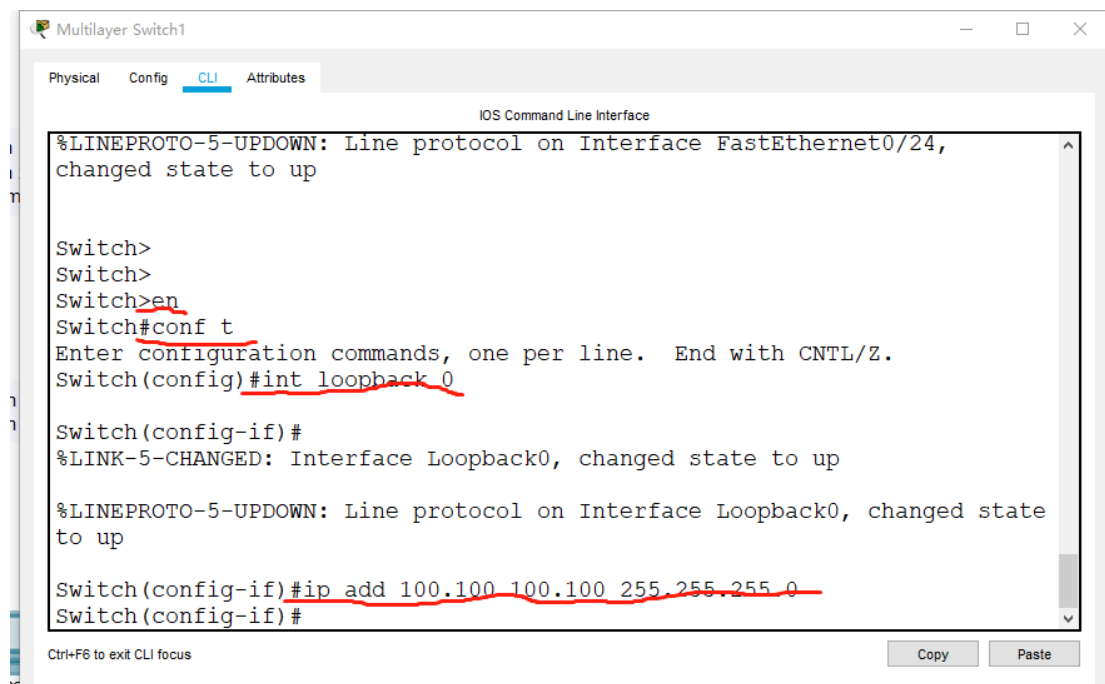 Multilayer Switch1
Physical Config CLI Attributes
IOS Command Line Interface
%LINEPROTO-5-UPDOWN: Line protocol on Interface FastEthernet0/24,
changed state to up
Switch>
Switch>
Switch>en
Switch#conf t
Enter configuration commands, one per line.  End with CNTL/Z.
Switch(config)#int loopback 0
Switch(config-if)#
%LINK-5-CHANGED: Interface Loopback0, changed state to up
%LINEPROTO-5-UPDOWN: Line protocol on Interface Loopback0, changed state
to up
Switch(config-if)#ip add 100.100.100.100 255.255.255.0
Switch(config-if)#
Ctrl+F6 to exit CLI focus
Copy Paste